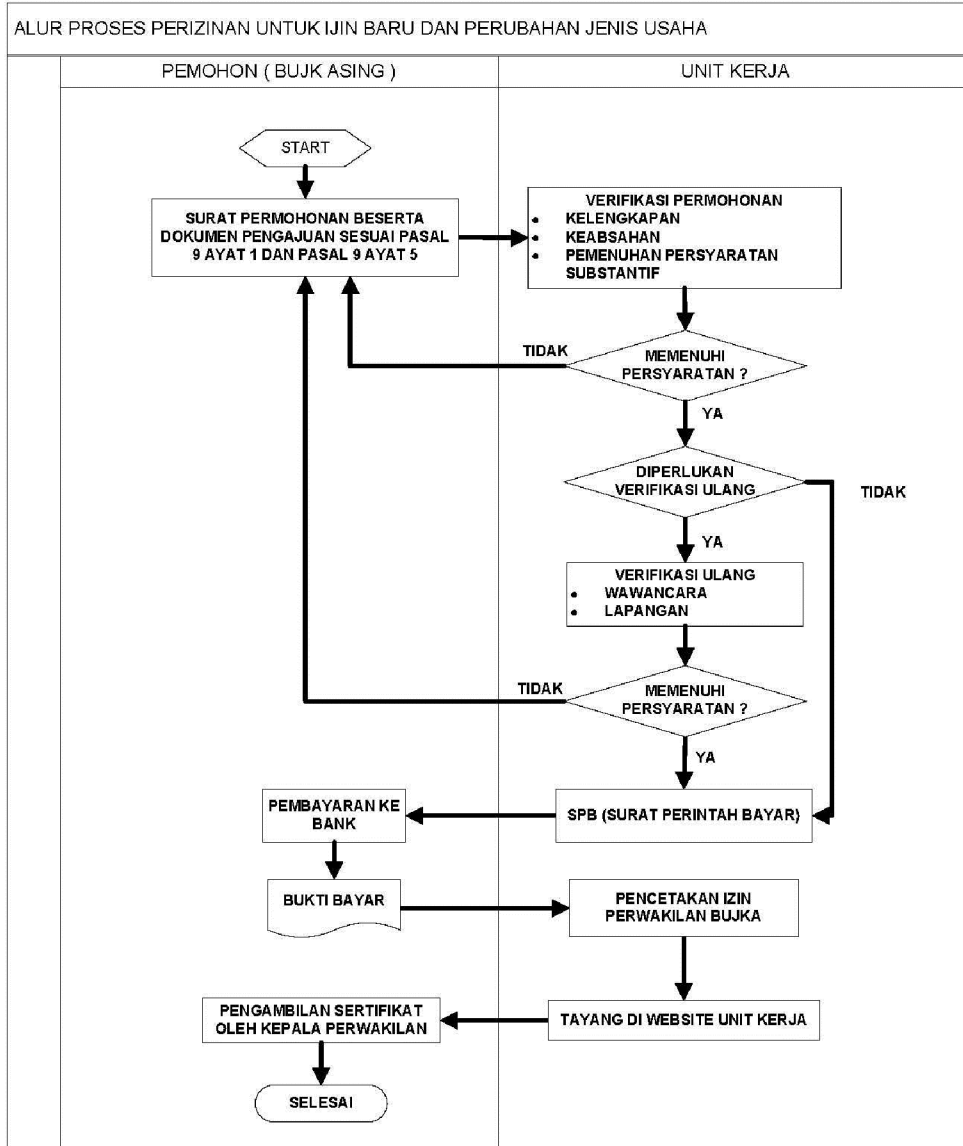 ALUR PROSES PERIZINAN UNTUK IJIN BARU DAN PERUBAHAN JENIS USAHA
PEMOHON ( BUJK ASING )
UNIT KERJA
START
SURAT PERMOHONAN BESERTA
DOKUMEN PENGAJUAN SESUAI PASAL
9 AYAT 1 DAN PASAL 9 AYAT 5
VERIFIKASI PERMOHONAN
• KELENGKAPAN
• KEABSAHAN
• PEMENUHAN PERSYARATAN
SUBSTANTIF
TIDAK
MEMENUHI
PERSYARATAN ?
YA
DIPERLUKAN
VERIFIKASI ULANG
TIDAK
YA
VERIFIKASI ULANG
• WAWANCARA
• LAPANGAN
TIDAK
MEMENUHI
PERSYARATAN ?
YA
PEMBAYARAN KE
BANK
SPB (SURAT PERINTAH BAYAR)
BUKTI BAYAR
PENCETAKAN IZIN
PERWAKILAN BUJKA
PENGAMBILAN SERTIFIKAT
OLEH KEPALA PERWAKILAN
TAYANG DI WEBSITE UNIT KERJA
SELESAI